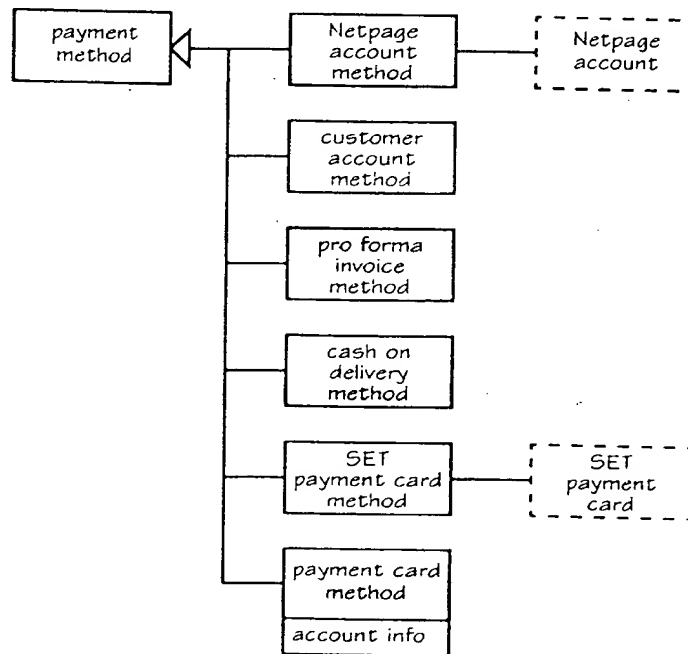 payment
method
Netpage
account
method
Netpage
account
customer
account
method
pro forma
invoice
method
cash on
delivery
method
SET
payment card
method
SET
payment
card
payment card
method
account info